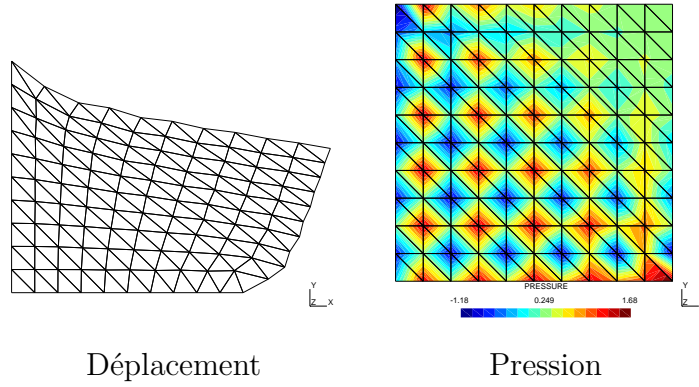 Y
Z X
PRESSURE
-1.18 0.249 1.68
Y
Z
Déplacement
Pression